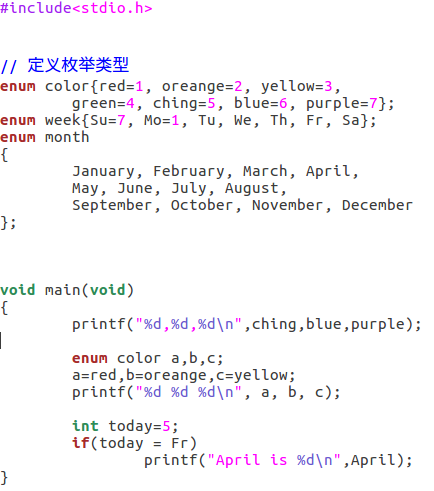 #include<stdio.h>
// 定义枚举类型
enum color{red=1, oreange=2, yellow=3,
green=4, ching=5, blue=6, purple=7};
enum week{Su=7, Mo=1, Tu, We, Th, Fr, Sa};
enum month
{
January, February, March, April,
May, June, July, August,
September, October, November, December
};
void main(void)
{
printf("%d,%d,%d\n",ching,blue,purple);
enum color a,b,c;
a=red,b=oreange,c=yellow;
printf("%d %d %d\n", a, b, c);
int today=5;
if(today = Fr)
printf("April is %d\n",April);
}